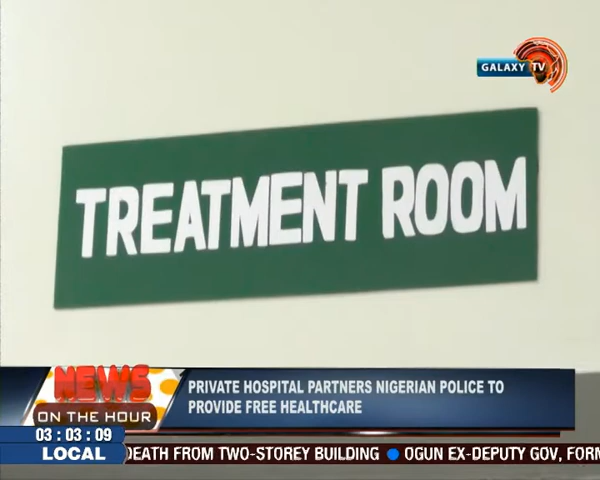 GALAXY TV
TREATMENT ROOM
NEWS
ON THE HOUR
PRIVATE HOSPITAL PARTNERS NIGERIAN POLICE TO
PROVIDE FREE HEALTHCARE
03:03:09
LOCAL
DEATH FROM TWO-STOREY BUILDING ● OGUN EX-DEPUTY GOV, FORM